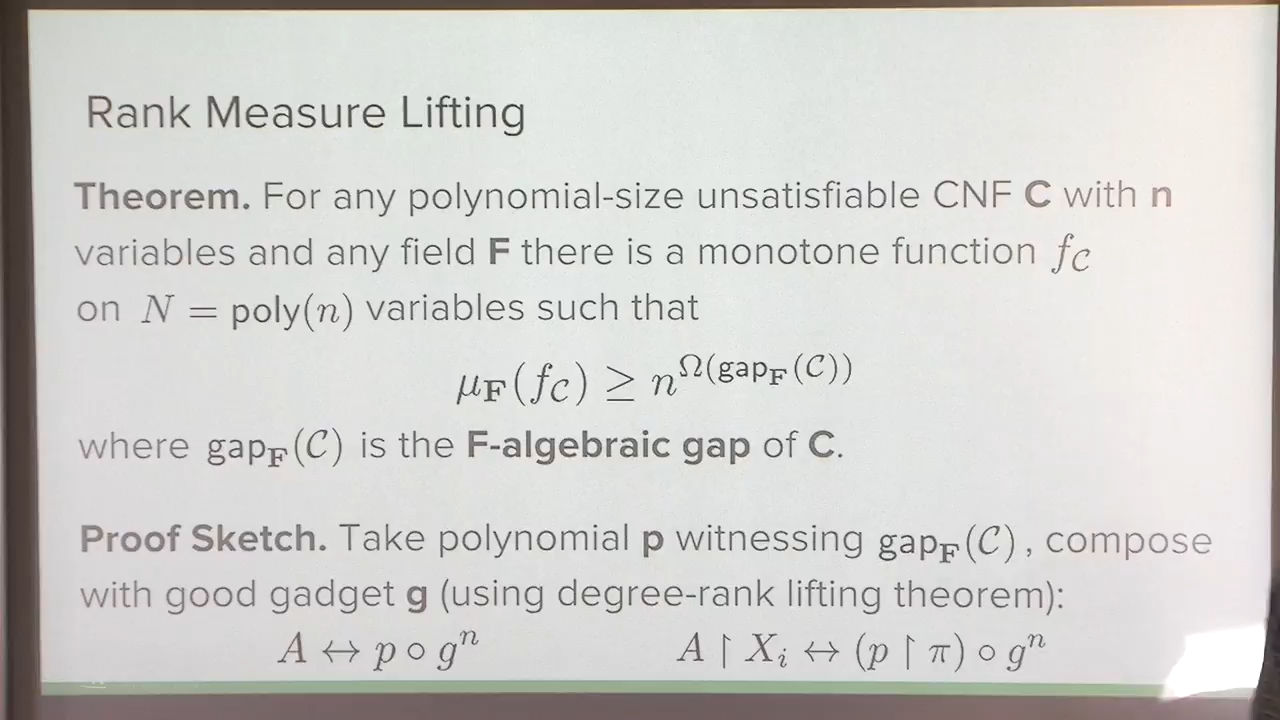 Rank Measure Lifting
Theorem. For any polynomial-size unsatisfiable CNF C with n
variables and any field F there is a monotone function f_𝒞
on N = poly(n) variables such that
μ_𝐅(f_𝒞) ≥ n^{Ω(gap_𝐅(𝒞))}
where gap_𝐅(𝒞) is the F-algebraic gap of C.
Proof Sketch. Take polynomial p witnessing gap_𝐅(𝒞), compose
with good gadget g (using degree-rank lifting theorem):
A ↔ p ∘ gⁿ A ↾ X_i ↔ (p ↾ π) ∘ gⁿ